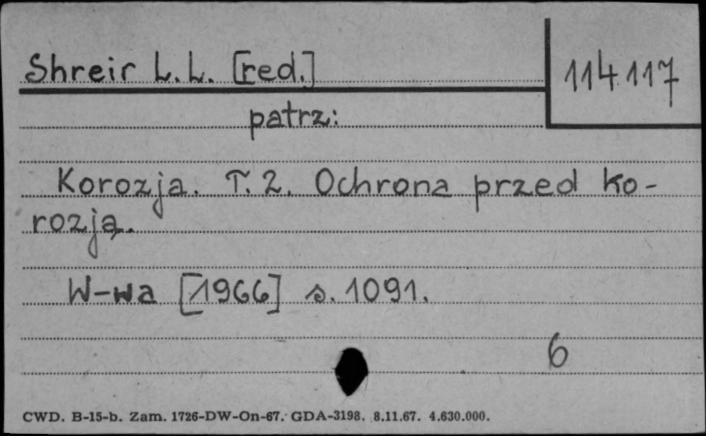 Shreir L.L. [red.]
114117
patrz:
Korozja. T. 2. Ochrona przed ko-
rozją.
W-wa [1966] s. 1091.
6
CWD. B-15-b. Zam. 1726-DW-On-67. GDA-3198. 8.11.67. 4.630.000.